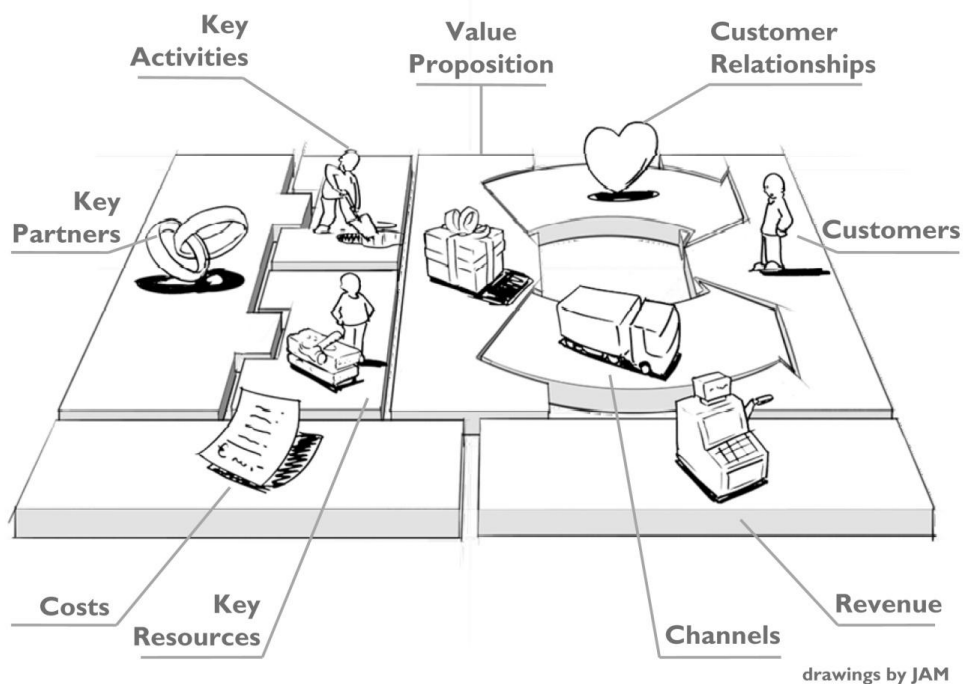 Key
Activities
Value
Proposition
Customer
Relationships
Key
Partners
Customers
Costs
Key
Resources
Channels
Revenue
drawings by JAM